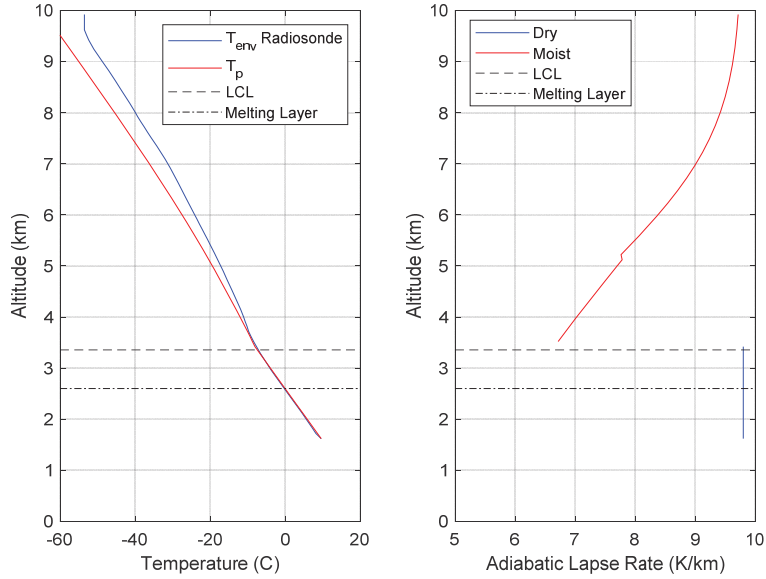 10
9
8
7
6
5
4
3
2
1
0
-60
-40
-20
0
20
Altitude (km)
Temperature (C)
Tenv Radiosonde
Tp
LCL
Melting Layer
10
9
8
7
6
5
4
3
2
1
0
5
6
7
8
9
10
Altitude (km)
Adiabatic Lapse Rate (K/km)
Dry
Moist
LCL
Melting Layer